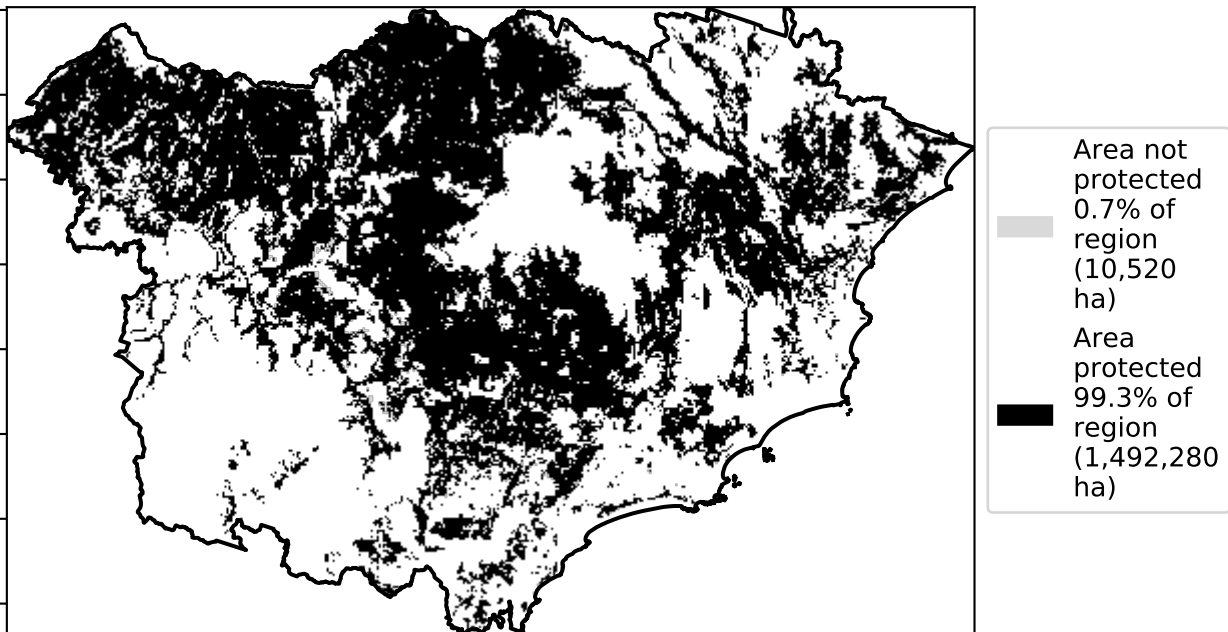 Area not
protected
0.7% of
region
(10,520
ha)
Area
protected
99.3% of
region
(1,492,280
ha)